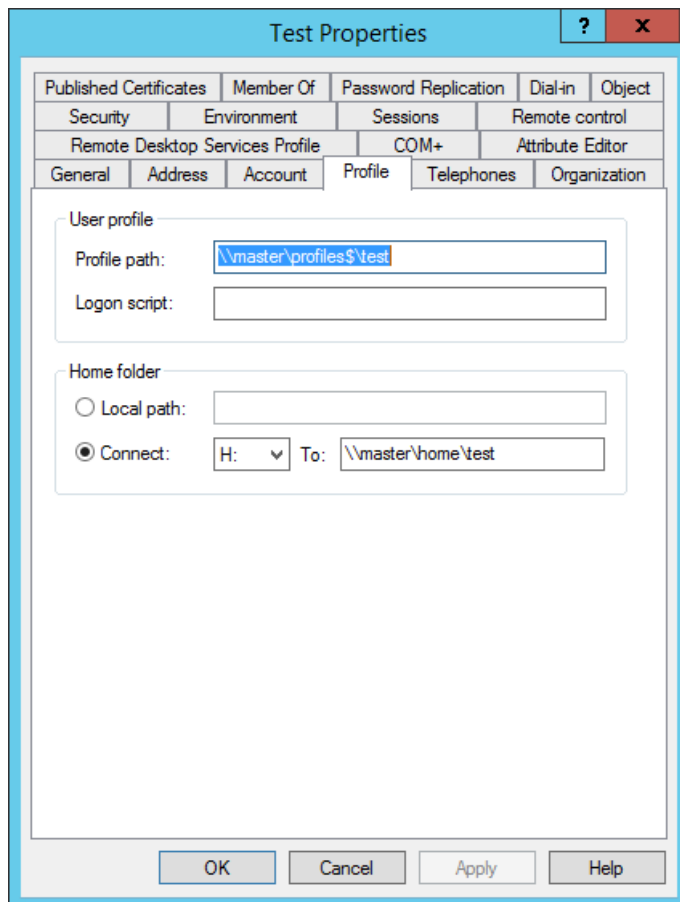 Test Properties
?
x
Published Certificates Member Of Password Replication Dial-in Object
Security Environment Sessions Remote control
Remote Desktop Services Profile COM+ Attribute Editor
General Address Account Profile Telephones Organization
User profile
Profile path: \\master\profiles$\test
Logon script:
Home folder
Local path:
Connect: H: To: \\master\home\test
OK Cancel Apply Help